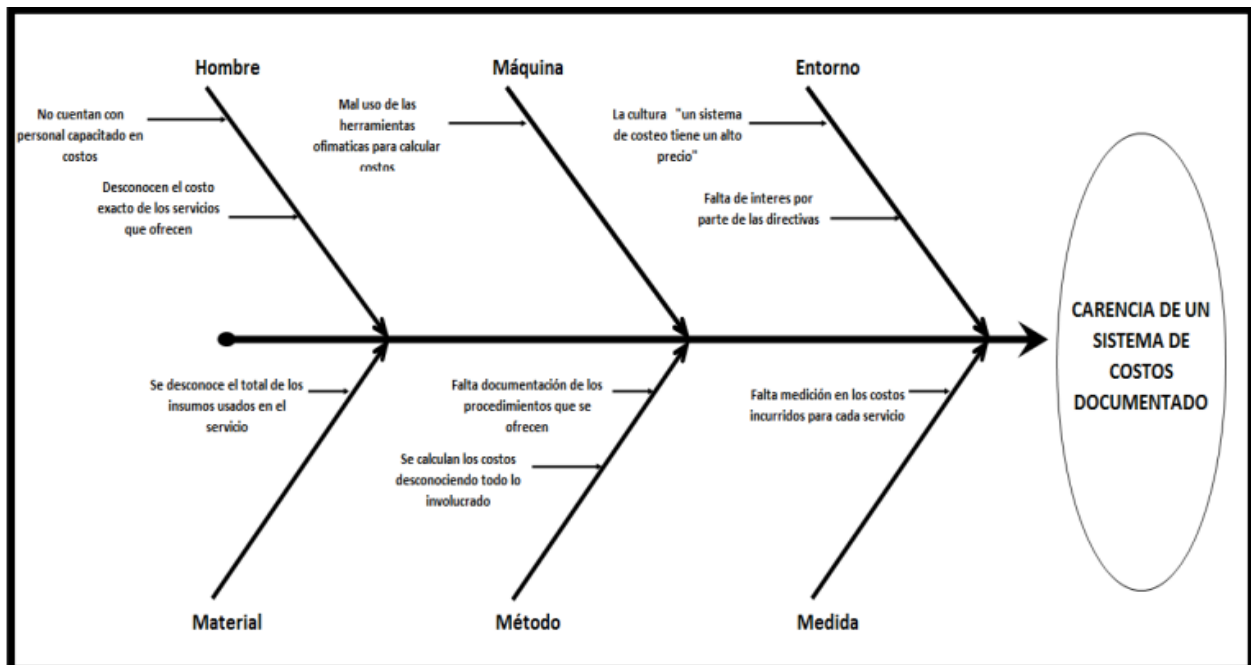 Hombre
Máquina
Entorno
No cuentan con
personal capacitado en
costos
Desconocen el costo
exacto de los servicios
que ofrecen
Mal uso de las
herramientas
ofimaticas para calcular
costos
La cultura "un sistema
de costeo tiene un alto
precio"
Falta de interes por
parte de las directivas
CARENCIA DE UN
SISTEMA DE
COSTOS
DOCUMENTADO
Se desconoce el total de los
insumos usados en el
servicio
Falta documentación de los
procedimientos que se
ofrecen
Se calculan los costos
desconociendo todo lo
involucrado
Falta medición en los costos
incurridos para cada servicio
Material
Método
Medida